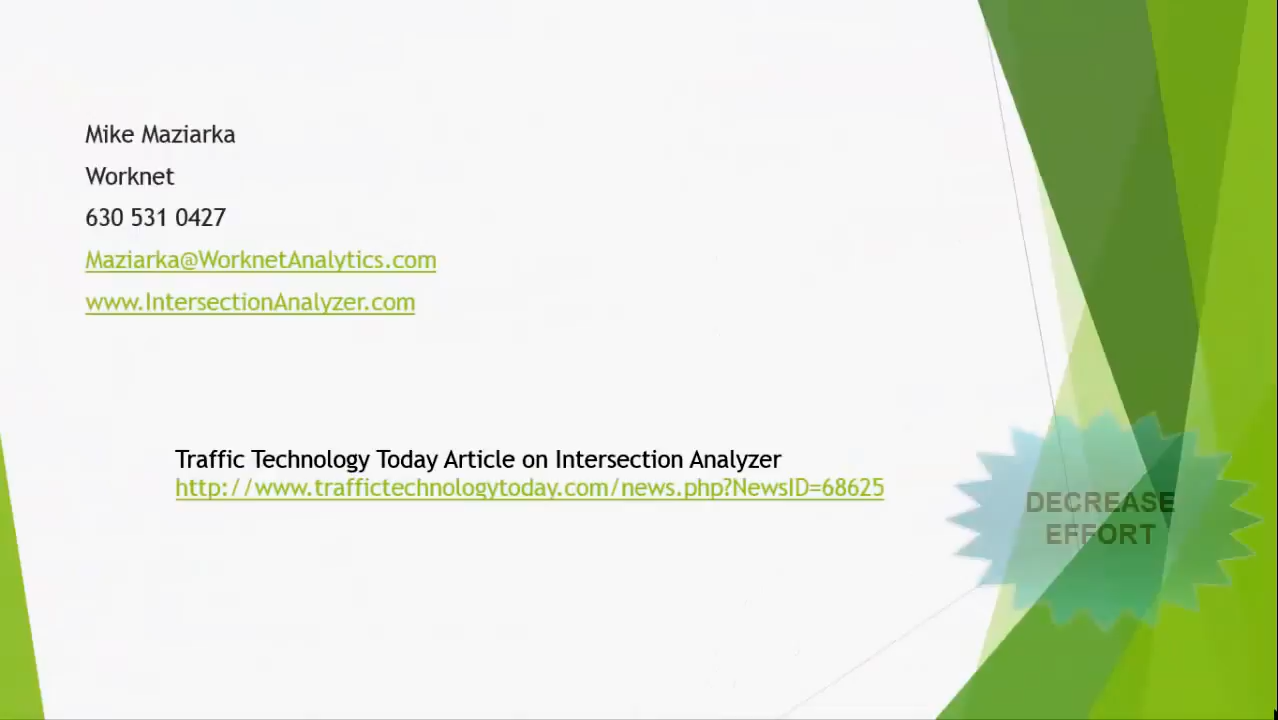 Mike Maziarka
Worknet
630 531 0427
Maziarka@WorknetAnalytics.com
www.IntersectionAnalyzer.com
Traffic Technology Today Article on Intersection Analyzer
http://www.traffictechnologytoday.com/news.php?NewsID=68625
DECREASE
EFFORT